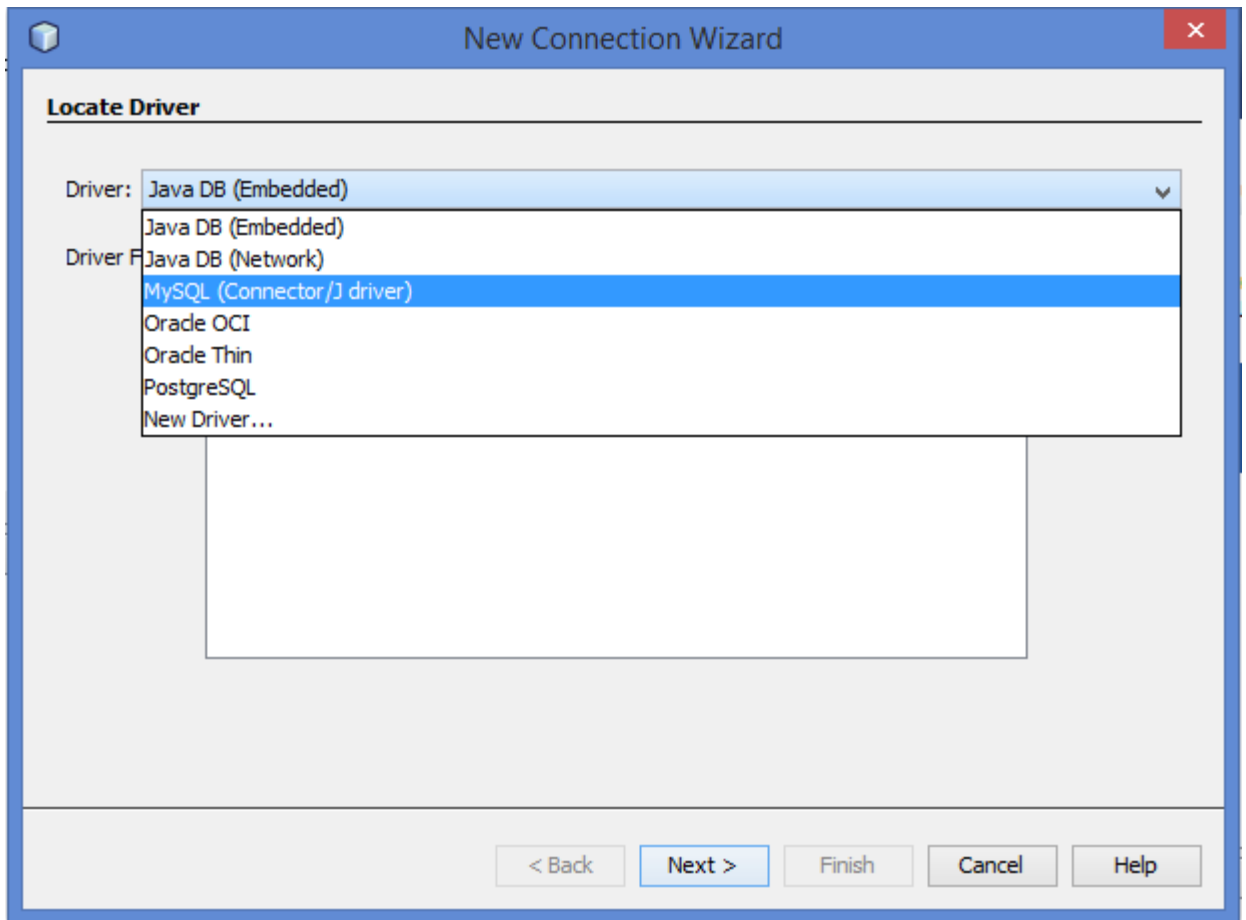 New Connection Wizard
Locate Driver
Driver: Java DB (Embedded)
Java DB (Embedded)
Driver F Java DB (Network)
MySQL (Connector/J driver)
Oracle OCI
Oracle Thin
PostgreSQL
New Driver...
< Back Next > Finish Cancel Help